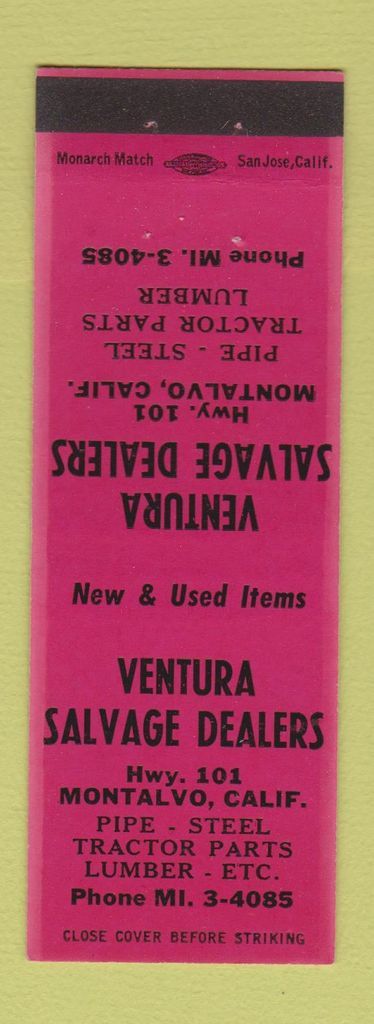 Monarch Match San Jose, Calif.
VENTURA
SALVAGE DEALERS
Hwy. 101
MONTALVO, CALIF.
PIPE - STEEL
TRACTOR PARTS
LUMBER
Phone MI. 3-4085
New & Used Items
VENTURA
SALVAGE DEALERS
Hwy. 101
MONTALVO, CALIF.
PIPE - STEEL
TRACTOR PARTS
LUMBER - ETC.
Phone MI. 3-4085
CLOSE COVER BEFORE STRIKING